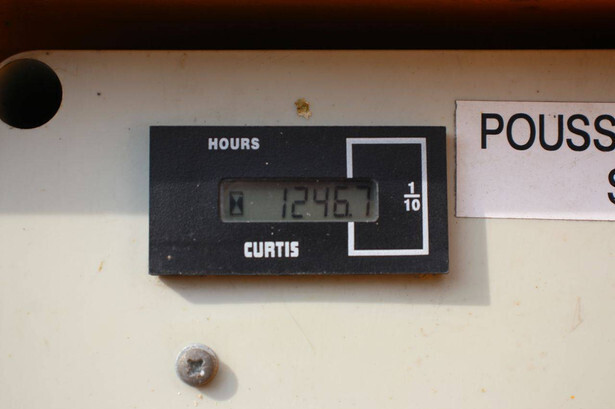 HOURS
1246.7
1/10
CURTIS
POUSS
S